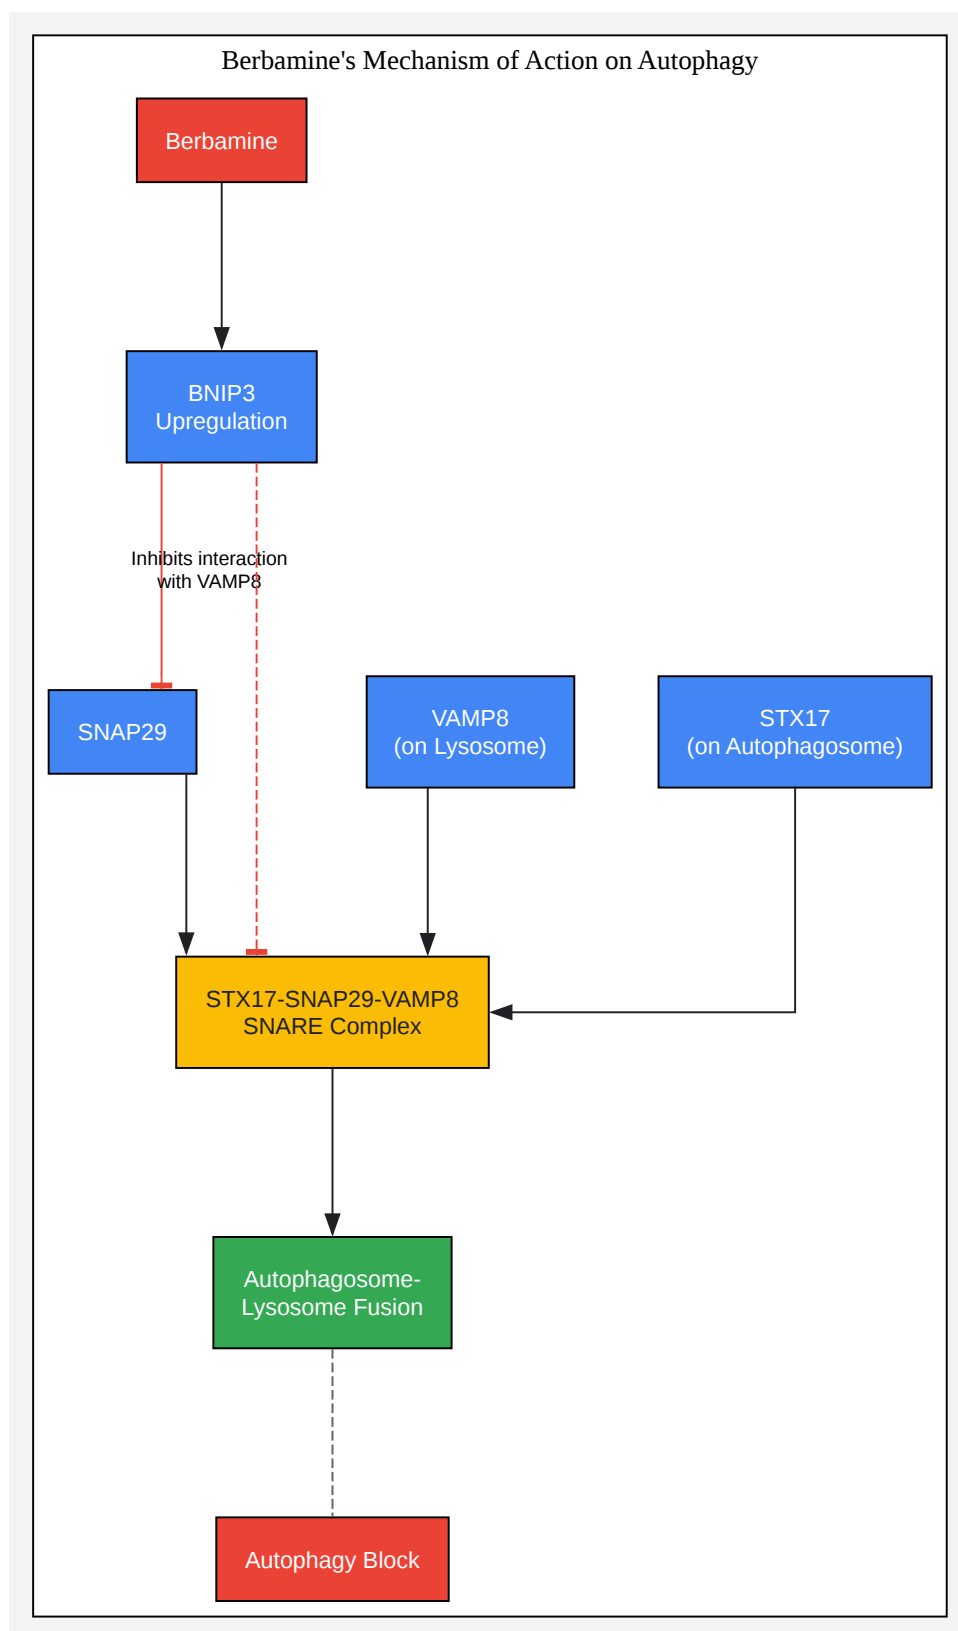 Berbamine's Mechanism of Action on Autophagy
Berbamine
BNIP3
Upregulation
Inhibits interaction
with VAMP8
SNAP29
VAMP8
(on Lysosome)
STX17
(on Autophagosome)
STX17-SNAP29-VAMP8
SNARE Complex
Autophagosome-
Lysosome Fusion
Autophagy Block